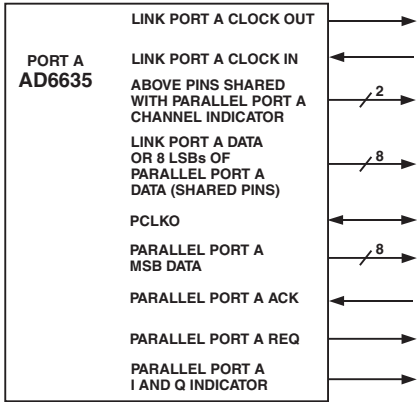 LINK PORT A CLOCK OUT
PORT A
AD6635
LINK PORT A CLOCK IN
ABOVE PINS SHARED
WITH PARALLEL PORT A
CHANNEL INDICATOR
2
LINK PORT A DATA
OR 8 LSBs OF
PARALLEL PORT A
DATA (SHARED PINS)
8
PCLKO
PARALLEL PORT A
MSB DATA
8
PARALLEL PORT A ACK
PARALLEL PORT A REQ
PARALLEL PORT A
I AND Q INDICATOR